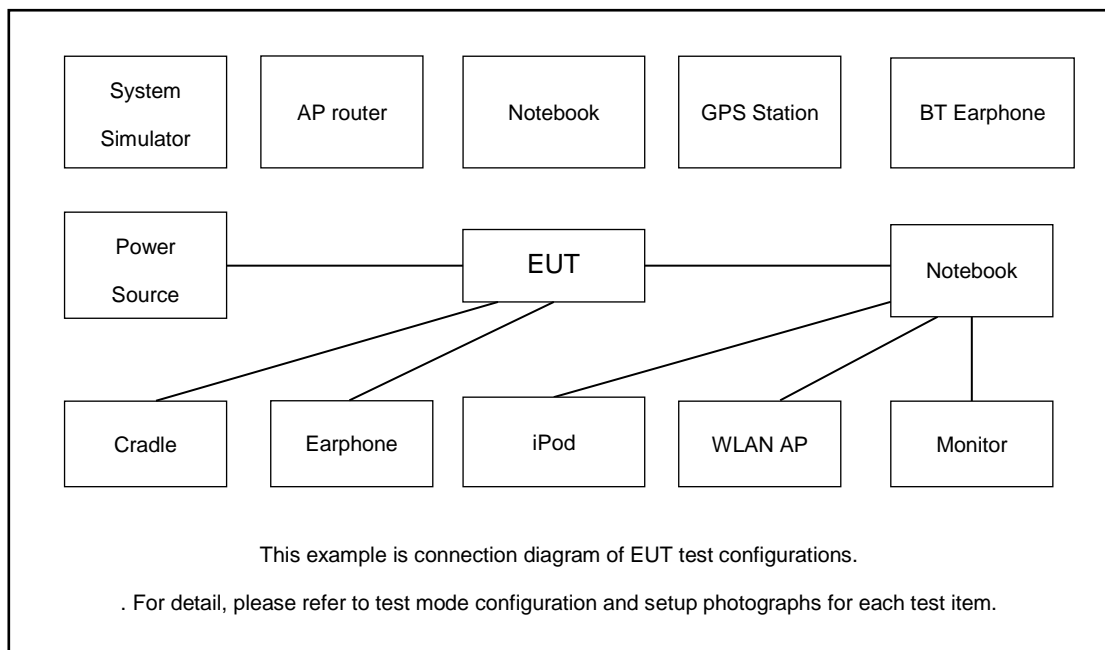 System
Simulator
AP router
Notebook
GPS Station
BT Earphone
Power
Source
EUT
Notebook
Cradle
Earphone
iPod
WLAN AP
Monitor
This example is connection diagram of EUT test configurations.
. For detail, please refer to test mode configuration and setup photographs for each test item.